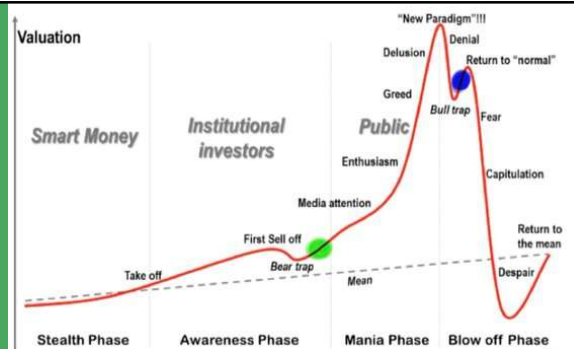 Valuation
"New Paradigm"!!!
Delusion
Denial
Return to "normal"
Greed
Bull trap
Fear
Smart Money
Institutional
investors
Public
Enthusiasm
Capitulation
Media attention
First Sell off
Return to
the mean
Bear trap
Take off
Mean
Despair
Stealth Phase
Awareness Phase
Mania Phase
Blow off Phase